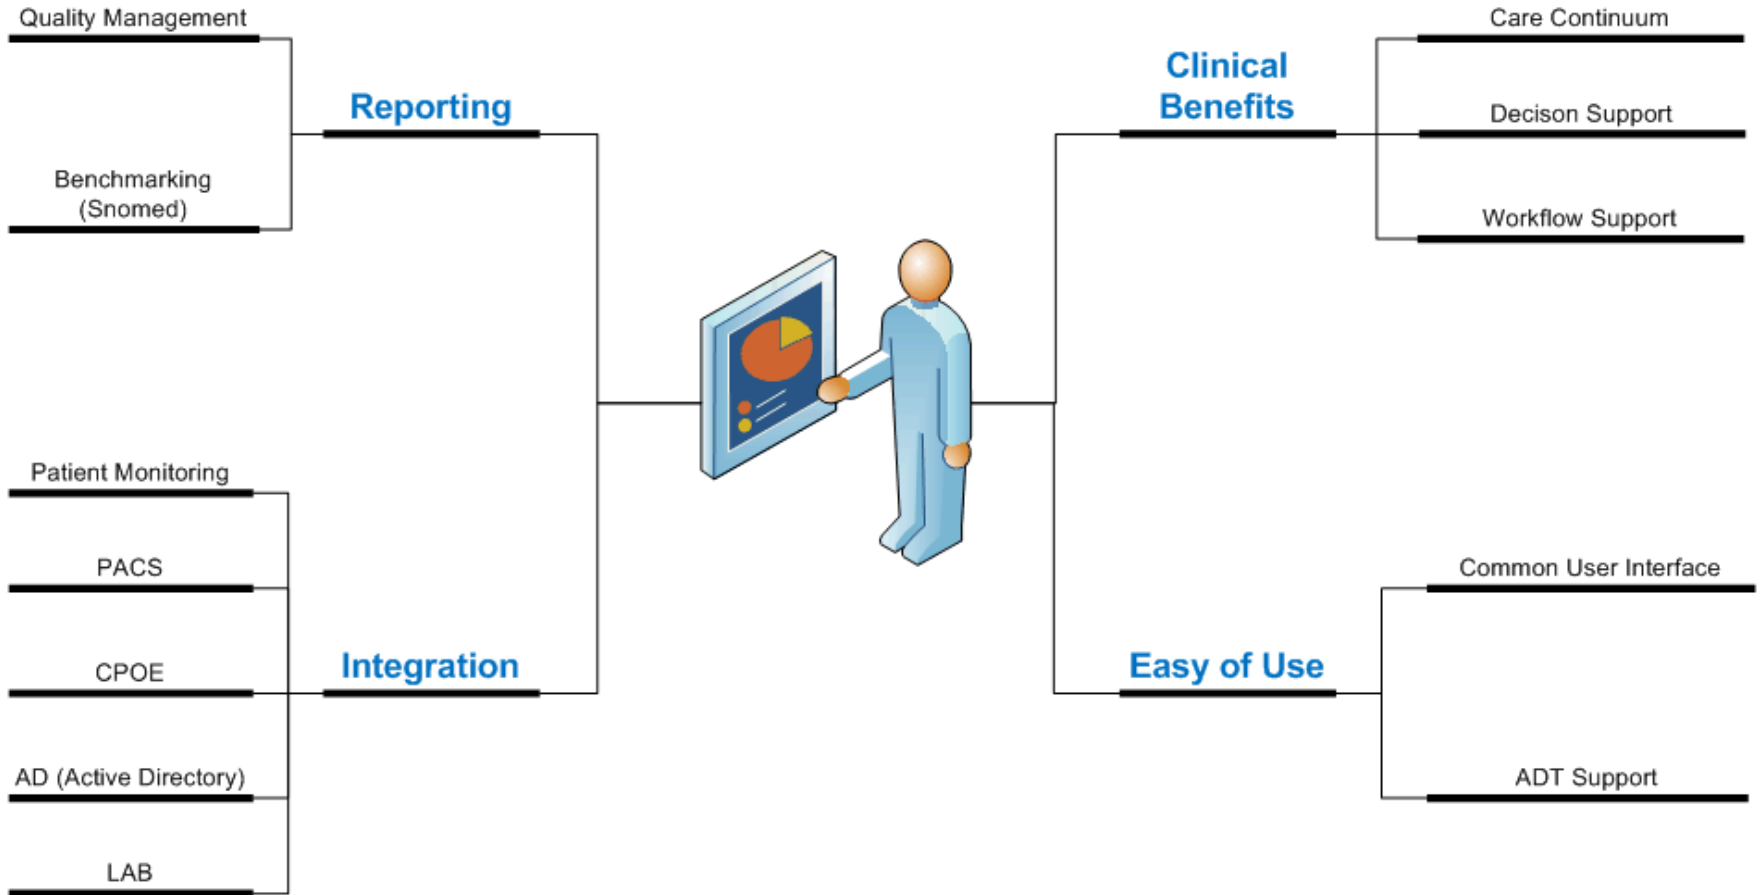 Quality Management
Reporting
Benchmarking
(Snomed)
Patient Monitoring
PACS
CPOE
Integration
AD (Active Directory)
LAB
Clinical
Benefits
Care Continuum
Decison Support
Workflow Support
Common User Interface
Easy of Use
ADT Support